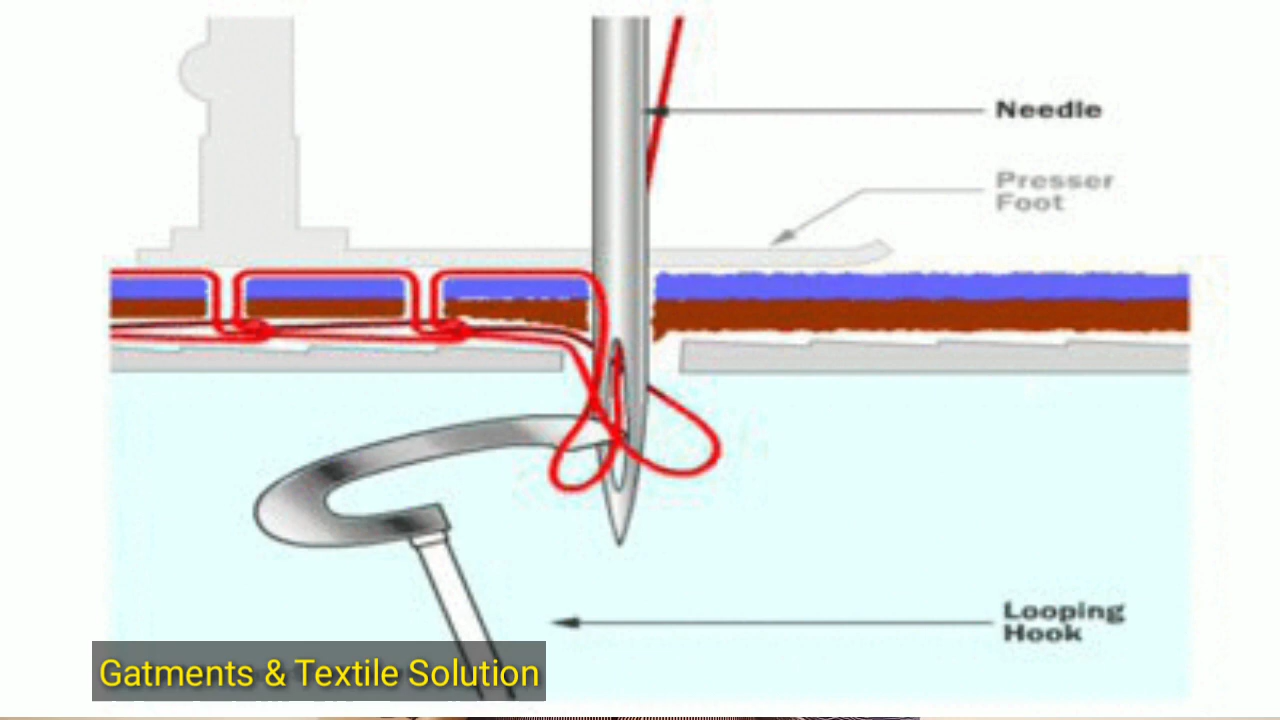 Needle
Presser
Foot
Looping
Hook
Gatments & Textile Solution